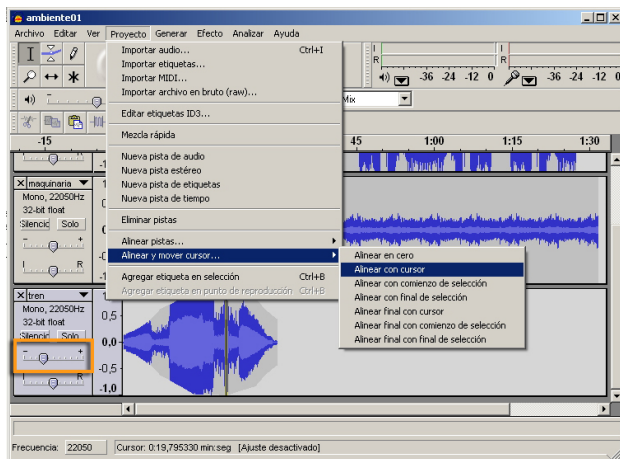 ambiente01
Archivo Editar Ver Proyecto Generar Efecto Analizar Ayuda
Importar audio... Ctrl+I
Importar etiquetas...
Importar MIDI...
Importar archivo en bruto (raw)...
Editar etiquetas ID3...
Mezcla rápida
Nueva pista de audio
Nueva pista estéreo
Nueva pista de etiquetas
Nueva pista de tiempo
Eliminar pistas
Alinear pistas...
Alinear y mover cursor...
Agregar etiqueta en selección Ctrl+B
Agregar etiqueta en punto de reproducción Ctrl+B
Alinear en cero
Alinear con cursor
Alinear con comienzo de selección
Alinear con final de selección
Alinear final con cursor
Alinear final con comienzo de selección
Alinear final con final de selección
R R
-36 -24 -12 0 -36 -24 -12 0
Mix
-15 45 1:00 1:15 1:30
maquinaria
Mono, 22050Hz
32-bit float
Silencio Solo
- +
I R
tren
Mono, 22050Hz
32-bit float
Silencio Solo
- +
R
0,5
0,0
-0,5
-1,0
Frecuencia: 22050 Cursor: 0:19,795330 min:seg [Ajuste desactivado]